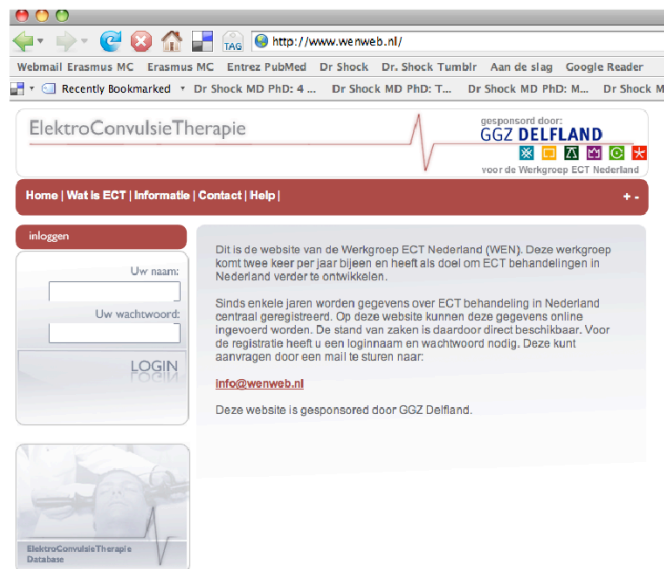 http://www.wenweb.nl/
TAG
Webmail Erasmus MC Erasmus MC Entrez PubMed Dr Shock Dr. Shock Tumblr Aan de slag Google Reader
Recently Bookmarked Dr Shock MD PhD: 4 ... Dr Shock MD PhD: T... Dr Shock MD PhD: M... Dr Shock M
ElektroConvulsieTherapie
gesponsord door:
GGZ DELFLAND
voor de Werkgroep ECT Nederland
Home | Wat is ECT | Informatie | Contact | Help |
+ -
inloggen
Uw naam:
Uw wachtwoord:
LOGIN
Dit is de website van de Werkgroep ECT Nederland (WEN). Deze werkgroep
komt twee keer per jaar bijeen en heeft als doel om ECT behandelingen in
Nederland verder te ontwikkelen.
Sinds enkele jaren worden gegevens over ECT behandeling in Nederland
centraal geregistreerd. Op deze website kunnen deze gegevens online
ingevoerd worden. De stand van zaken is daardoor direct beschikbaar. Voor
de registratie heeft u een loginnaam en wachtwoord nodig. Deze kunt
aanvragen door een mail te sturen naar:
info@wenweb.nl
Deze website is gesponsored door GGZ Delfland.
ElektroConvulsieTherapie
Database